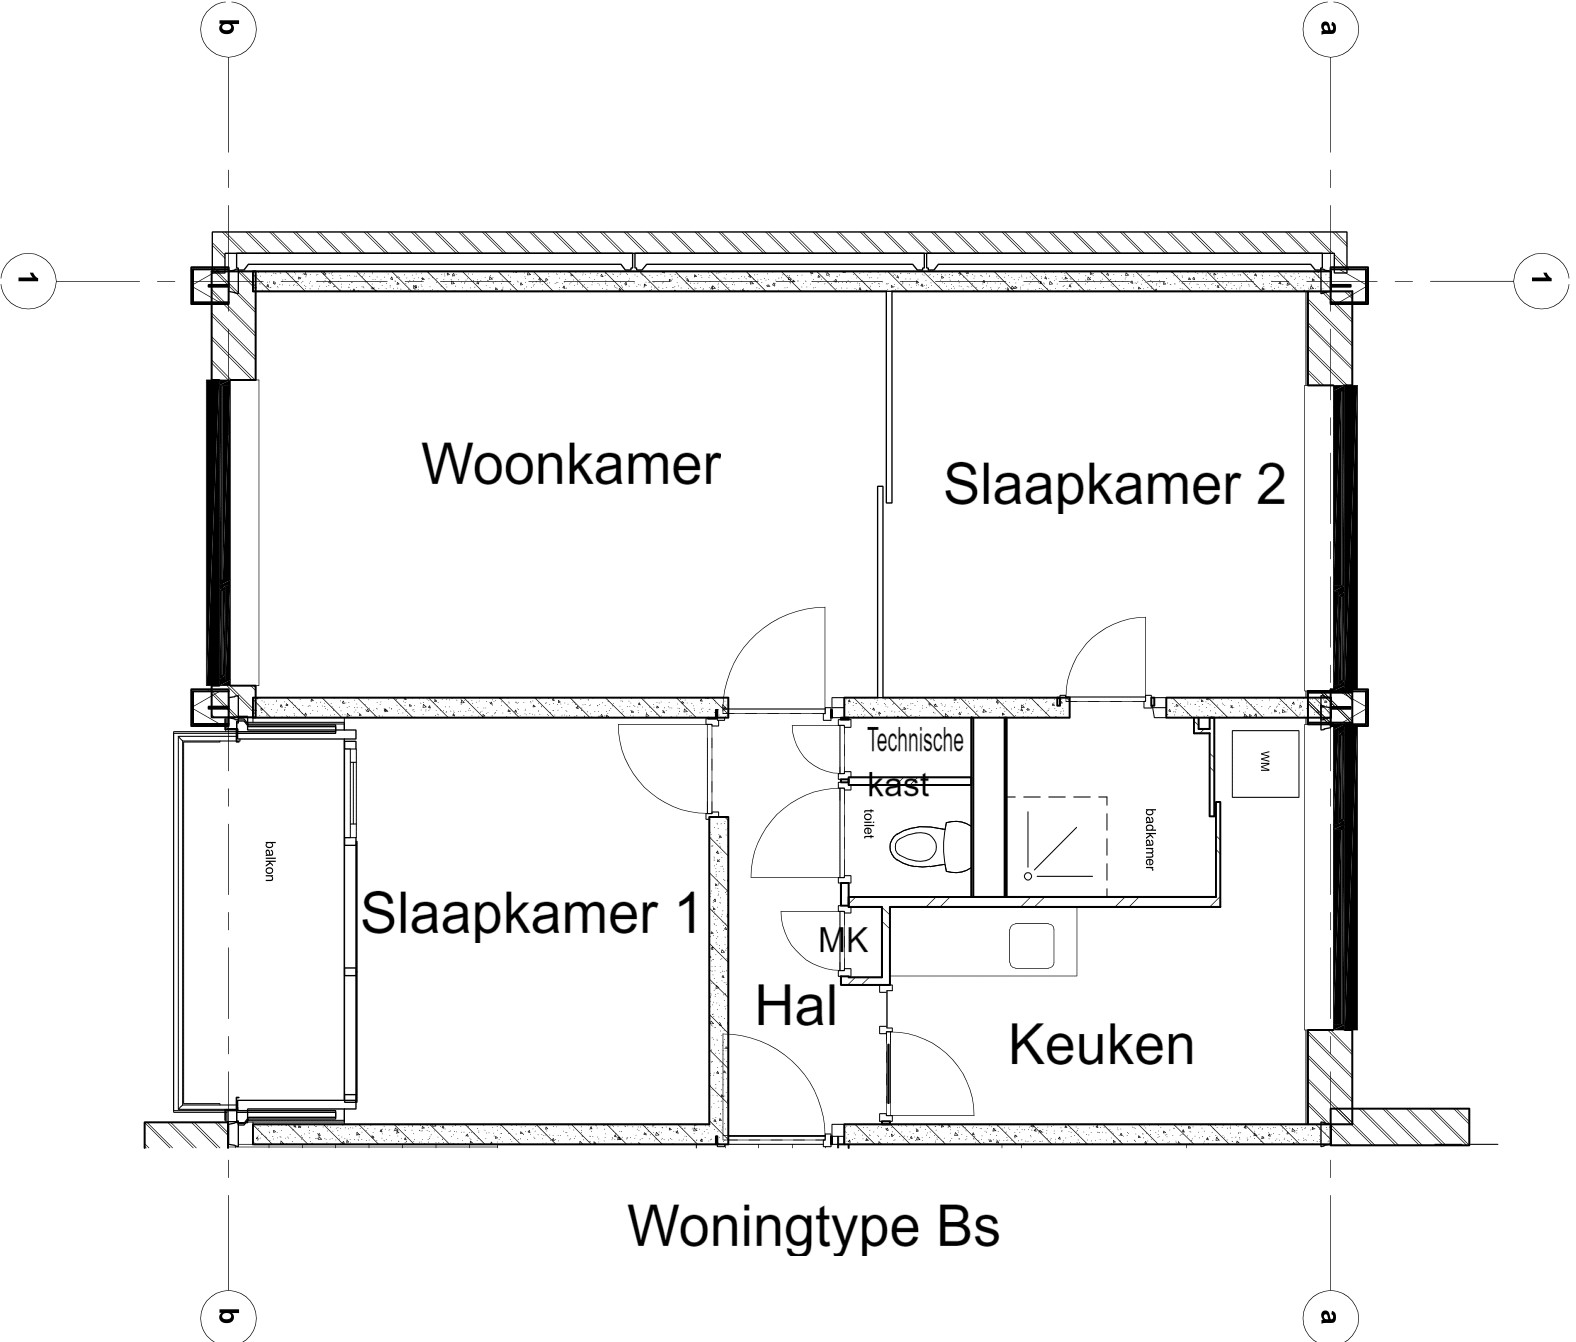 b
a
1
1
Woonkamer
Slaapkamer 2
Technische
kast
WM
toilet
badkamer
balkon
Slaapkamer 1
MK
Hal
Keuken
Woningtype Bs
b
a